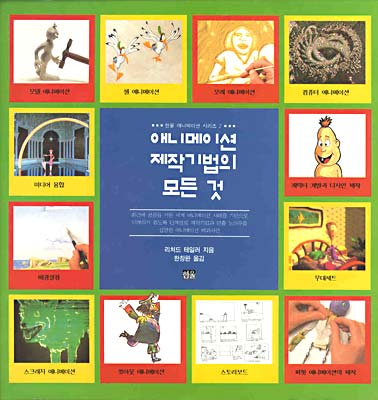 모델 애니메이션
셀 애니메이션
모래 애니메이션
컴퓨터 애니메이션
★★★ 한울 애니메이션 시리즈 2 ★★★
애니메이션
제작기법의
모든 것
미디어 융합
캐릭터 개발과 디자인 제작
리처드 테일러 지음
한창완 옮김
한울
배경설정
무대세트
스크래치 애니메이션
컷아웃 애니메이션
스토리보드
퍼펫 애니메이션의 제작